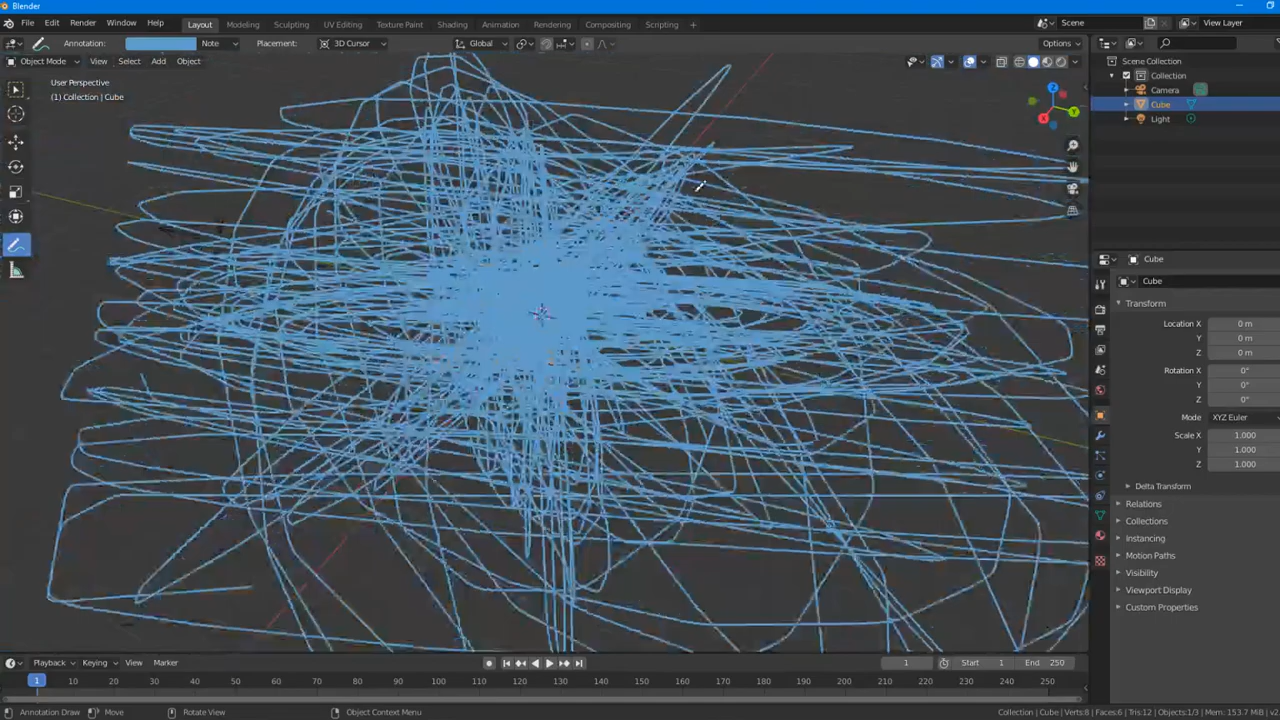 Blender
File Edit Render Window Help Layout Modeling Sculpting UV Editing Texture Paint Shading Animation Rendering Compositing Scripting + Scene View Layer
Annotation: Note Placement: 3D Cursor Global Options
Object Mode View Select Add Object
User Perspective
(1) Collection | Cube
Scene Collection
Collection
Camera
Cube
Light
Cube
Cube
Transform
Location X 0 m
Y 0 m
Z 0 m
Rotation X 0°
Y 0°
Z 0°
Mode XYZ Euler
Scale X 1.000
Y 1.000
Z 1.000
Delta Transform
Relations
Collections
Instancing
Motion Paths
Visibility
Viewport Display
Custom Properties
Playback Keying View Marker 1 Start 1 End 250
1 10 20 30 40 50 60 70 80 90 100 110 120 130 140 150 160 170 180 190 200 210 220 230 240 250
Annotation Draw Move Rotate View Object Context Menu Collection | Cube | Verts:8 | Faces:6 | Tris:12 | Objects:1/3 | Mem: 153.7 MiB | v2